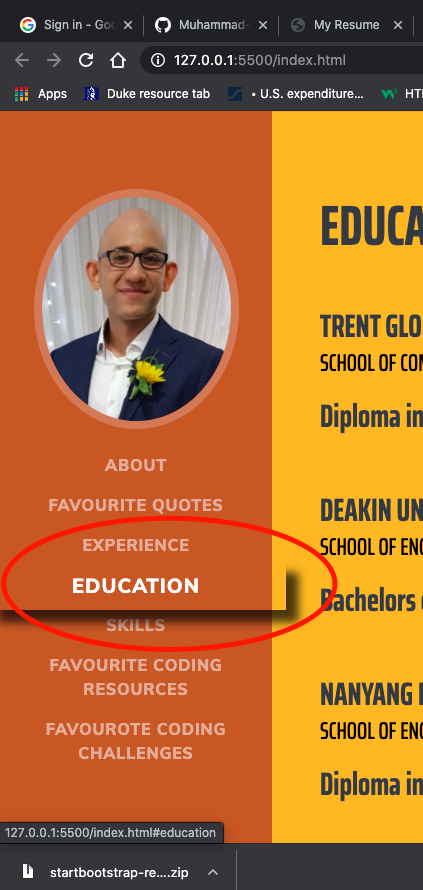 Sign in - Goo
Muhammad-
My Resume
127.0.0.1:5500/index.html
Apps
Duke resource tab
• U.S. expenditure...
HT
EDUCA
TRENT GLO
SCHOOL OF COM
Diploma in
DEAKIN UN
SCHOOL OF ENG
Bachelors
NANYANG
SCHOOL OF ENG
Diploma in
ABOUT
FAVOURITE QUOTES
EXPERIENCE
EDUCATION
SKILLS
FAVOURITE CODING
RESOURCES
FAVOUROTE CODING
CHALLENGES
127.0.0.1:5500/index.html#education
startbootstrap-re....zip